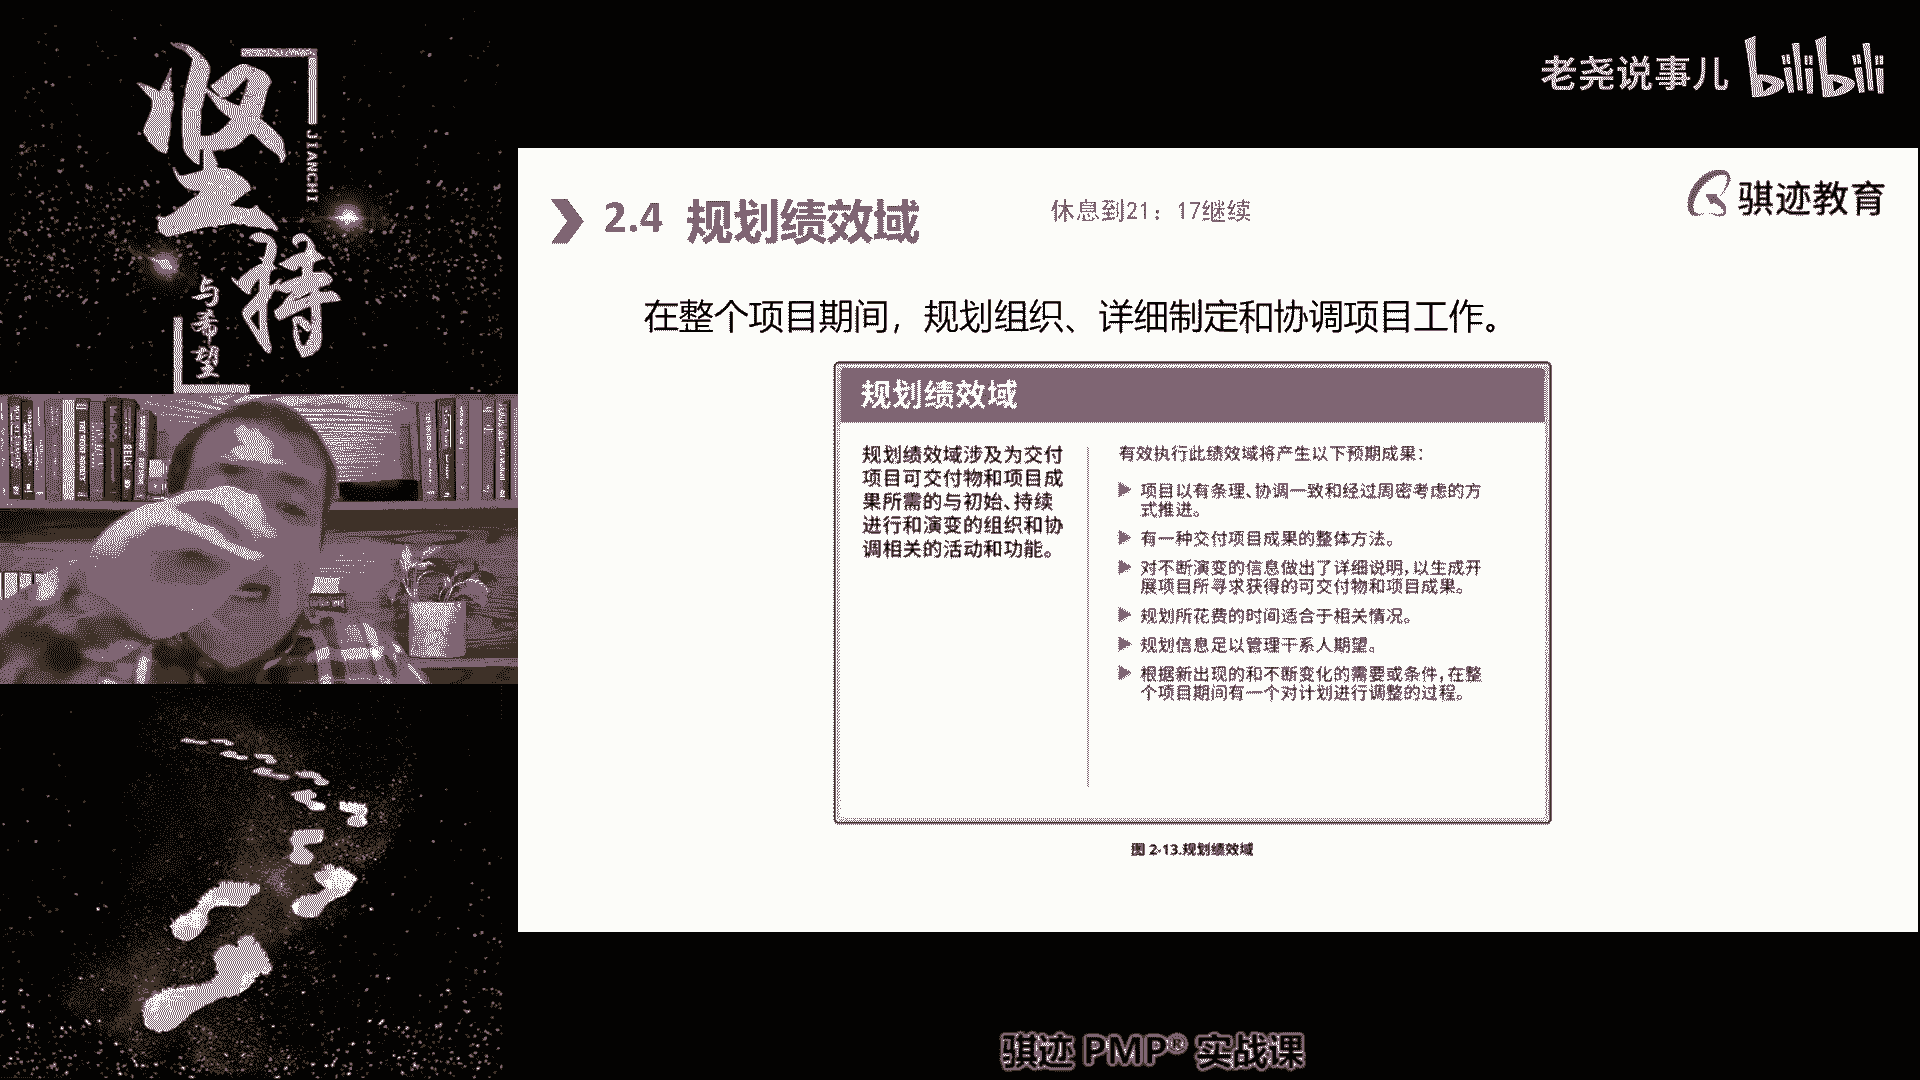 坚持
JIANCHI
与希望
老尧说事儿 bilibili
2.4 规划绩效域
休息到21：17继续
骐迹教育
在整个项目期间，规划组织、详细制定和协调项目工作。
规划绩效域
规划绩效域涉及为交付
项目可交付物和项目成
果所需的与初始、持续
进行和演变的组织和协
调相关的活动和功能。
有效执行此绩效域将产生以下预期成果：
▶ 项目以有条理、协调一致和经过周密考虑的方
式推进。
▶ 有一种交付项目成果的整体方法。
▶ 对不断演变的信息做出了详细说明，以生成开
展项目所寻求获得的可交付物和项目成果。
▶ 规划所花费的时间适合于相关情况。
▶ 规划信息足以管理干系人期望。
▶ 根据新出现的和不断变化的需要或条件，在整
个项目期间有一个对计划进行调整的过程。
图 2-13.规划绩效域
骐迹 PMP® 实战课